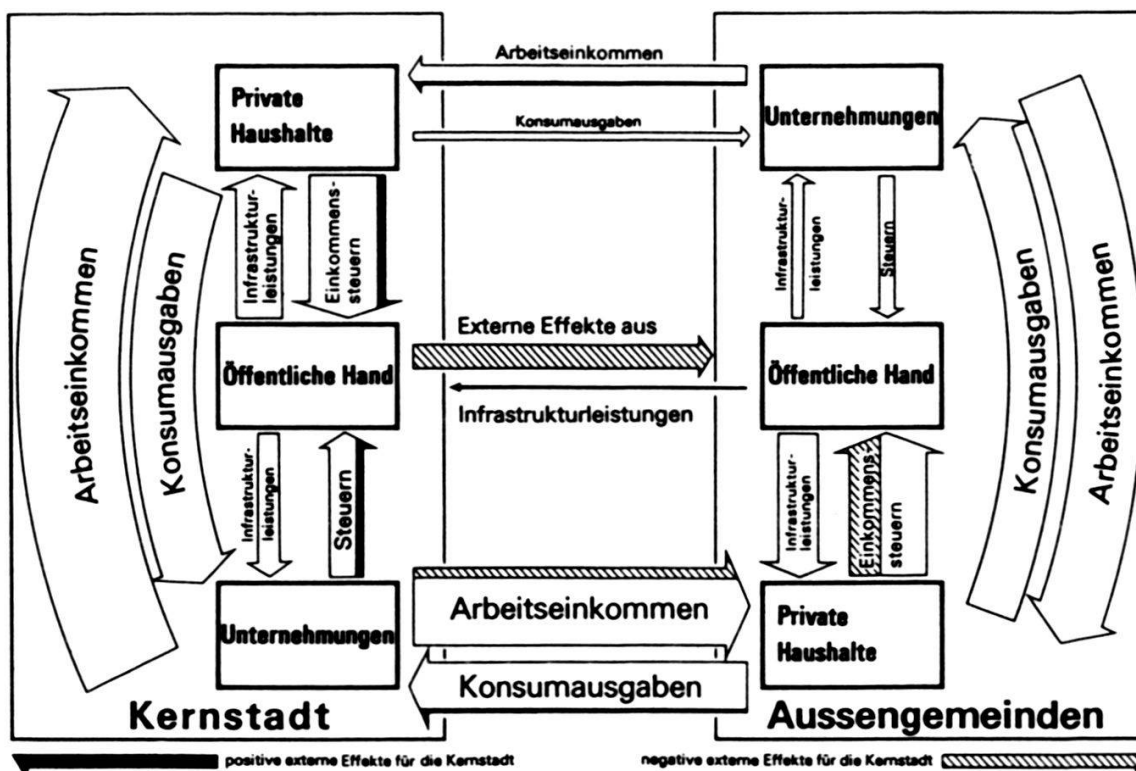 Arbeitseinkommen
Private
Haushalte
Unternehmungen
Konsumausgaben
Infrastruktur-
leistungen
Einkommens-
steuern
Infrastruktur-
leistungen
Steuern
Arbeitseinkommen
Konsumausgaben
Konsumausgaben
Arbeitseinkommen
Externe Effekte aus
Öffentliche Hand
Öffentliche Hand
Infrastrukturleistungen
Infrastruktur-
leistungen
Steuern
Infrastruktur-
leistungen
Einkommens-
steuern
Arbeitseinkommen
Unternehmungen
Private
Haushalte
Konsumausgaben
Kernstadt
Aussengemeinden
positive externe Effekte für die Kernstadt
negative externe Effekte für die Kernstadt